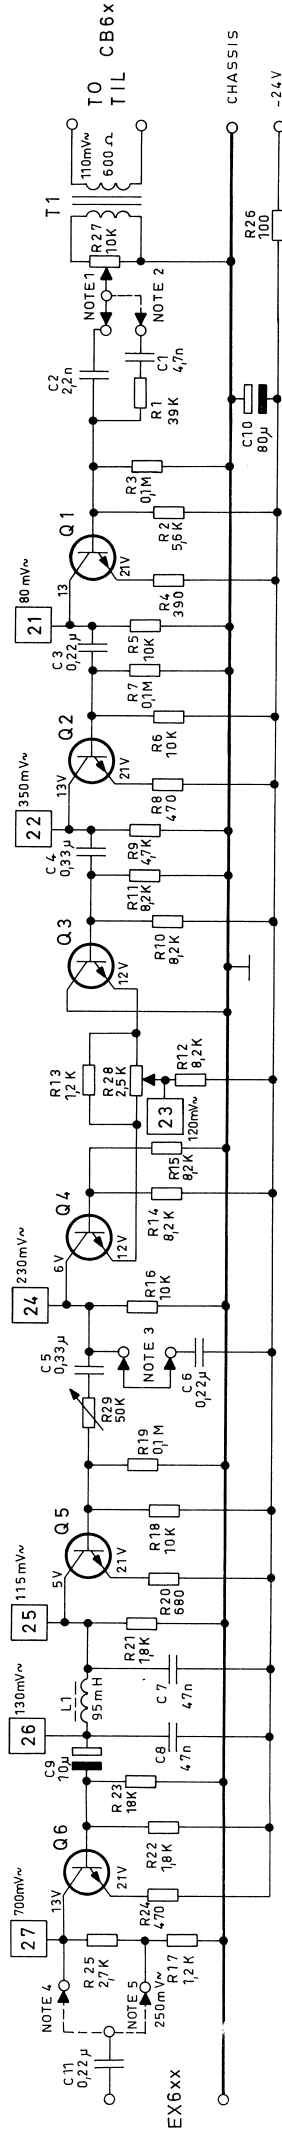 TO
TIL
CB6x
CHASSIS
-24V
110mV~
600Ω
T1
R27
10K
NOTE 1
NOTE 2
R26
100
C2
2,2n
C1
4,7n
R1
39K
C10
80µ
R3
0,1M
R2
5,6K
Q1
21V
13
R4
390
80mV~
21
C3
0,22µ
R5
10K
R7
0,1M
R6
10K
Q2
21V
13V
R8
470
350mV~
22
C4
0,33µ
R9
4,7K
R11
8,2K
R10
8,2K
Q3
12V
R13
1,2K
R28
2,5K
R12
8,2K
23
120mV~
R15
8,2K
R14
8,2K
Q4
12V
6V
230mV~
24
R16
10K
C5
0,33µ
NOTE 3
C6
0,22µ
R29
50K
R19
0,1M
R18
10K
Q5
21V
5V
R20
680
115mV~
25
R21
1,8K
L1
95mH
C7
47n
130mV~
26
C8
47n
C9
10µ
R23
18K
R22
1,8K
Q6
21V
13V
R24
470
700mV~
27
R25
2,7K
R17
1,2K
NOTE 4
NOTE 5
250mV~
C11
0,22µ
EX6xx